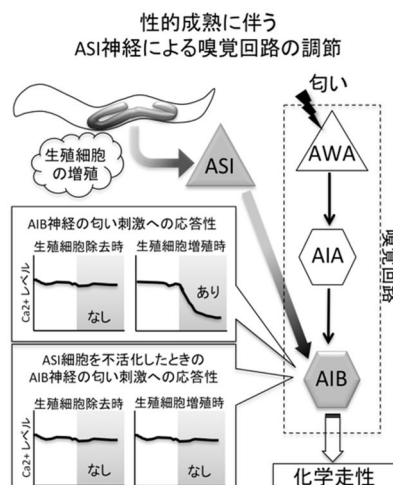 性的成熟に伴う
ASI神経による嗅覚回路の調節
匂い
生殖細胞
の増殖
ASI
AWA
AIA
AIB
嗅覚回路
化学走性
AIB神経の匂い刺激への応答性
生殖細胞除去時 生殖細胞増殖時
Ca2+レベル
なし
あり
ASI細胞を不活化したときの
AIB神経の匂い刺激への応答性
生殖細胞除去時 生殖細胞増殖時
Ca2+レベル
なし
なし